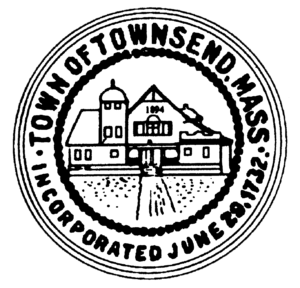 TOWN OF TOWNSEND, MASS.
1894
INCORPORATED JUNE 29, 1732.